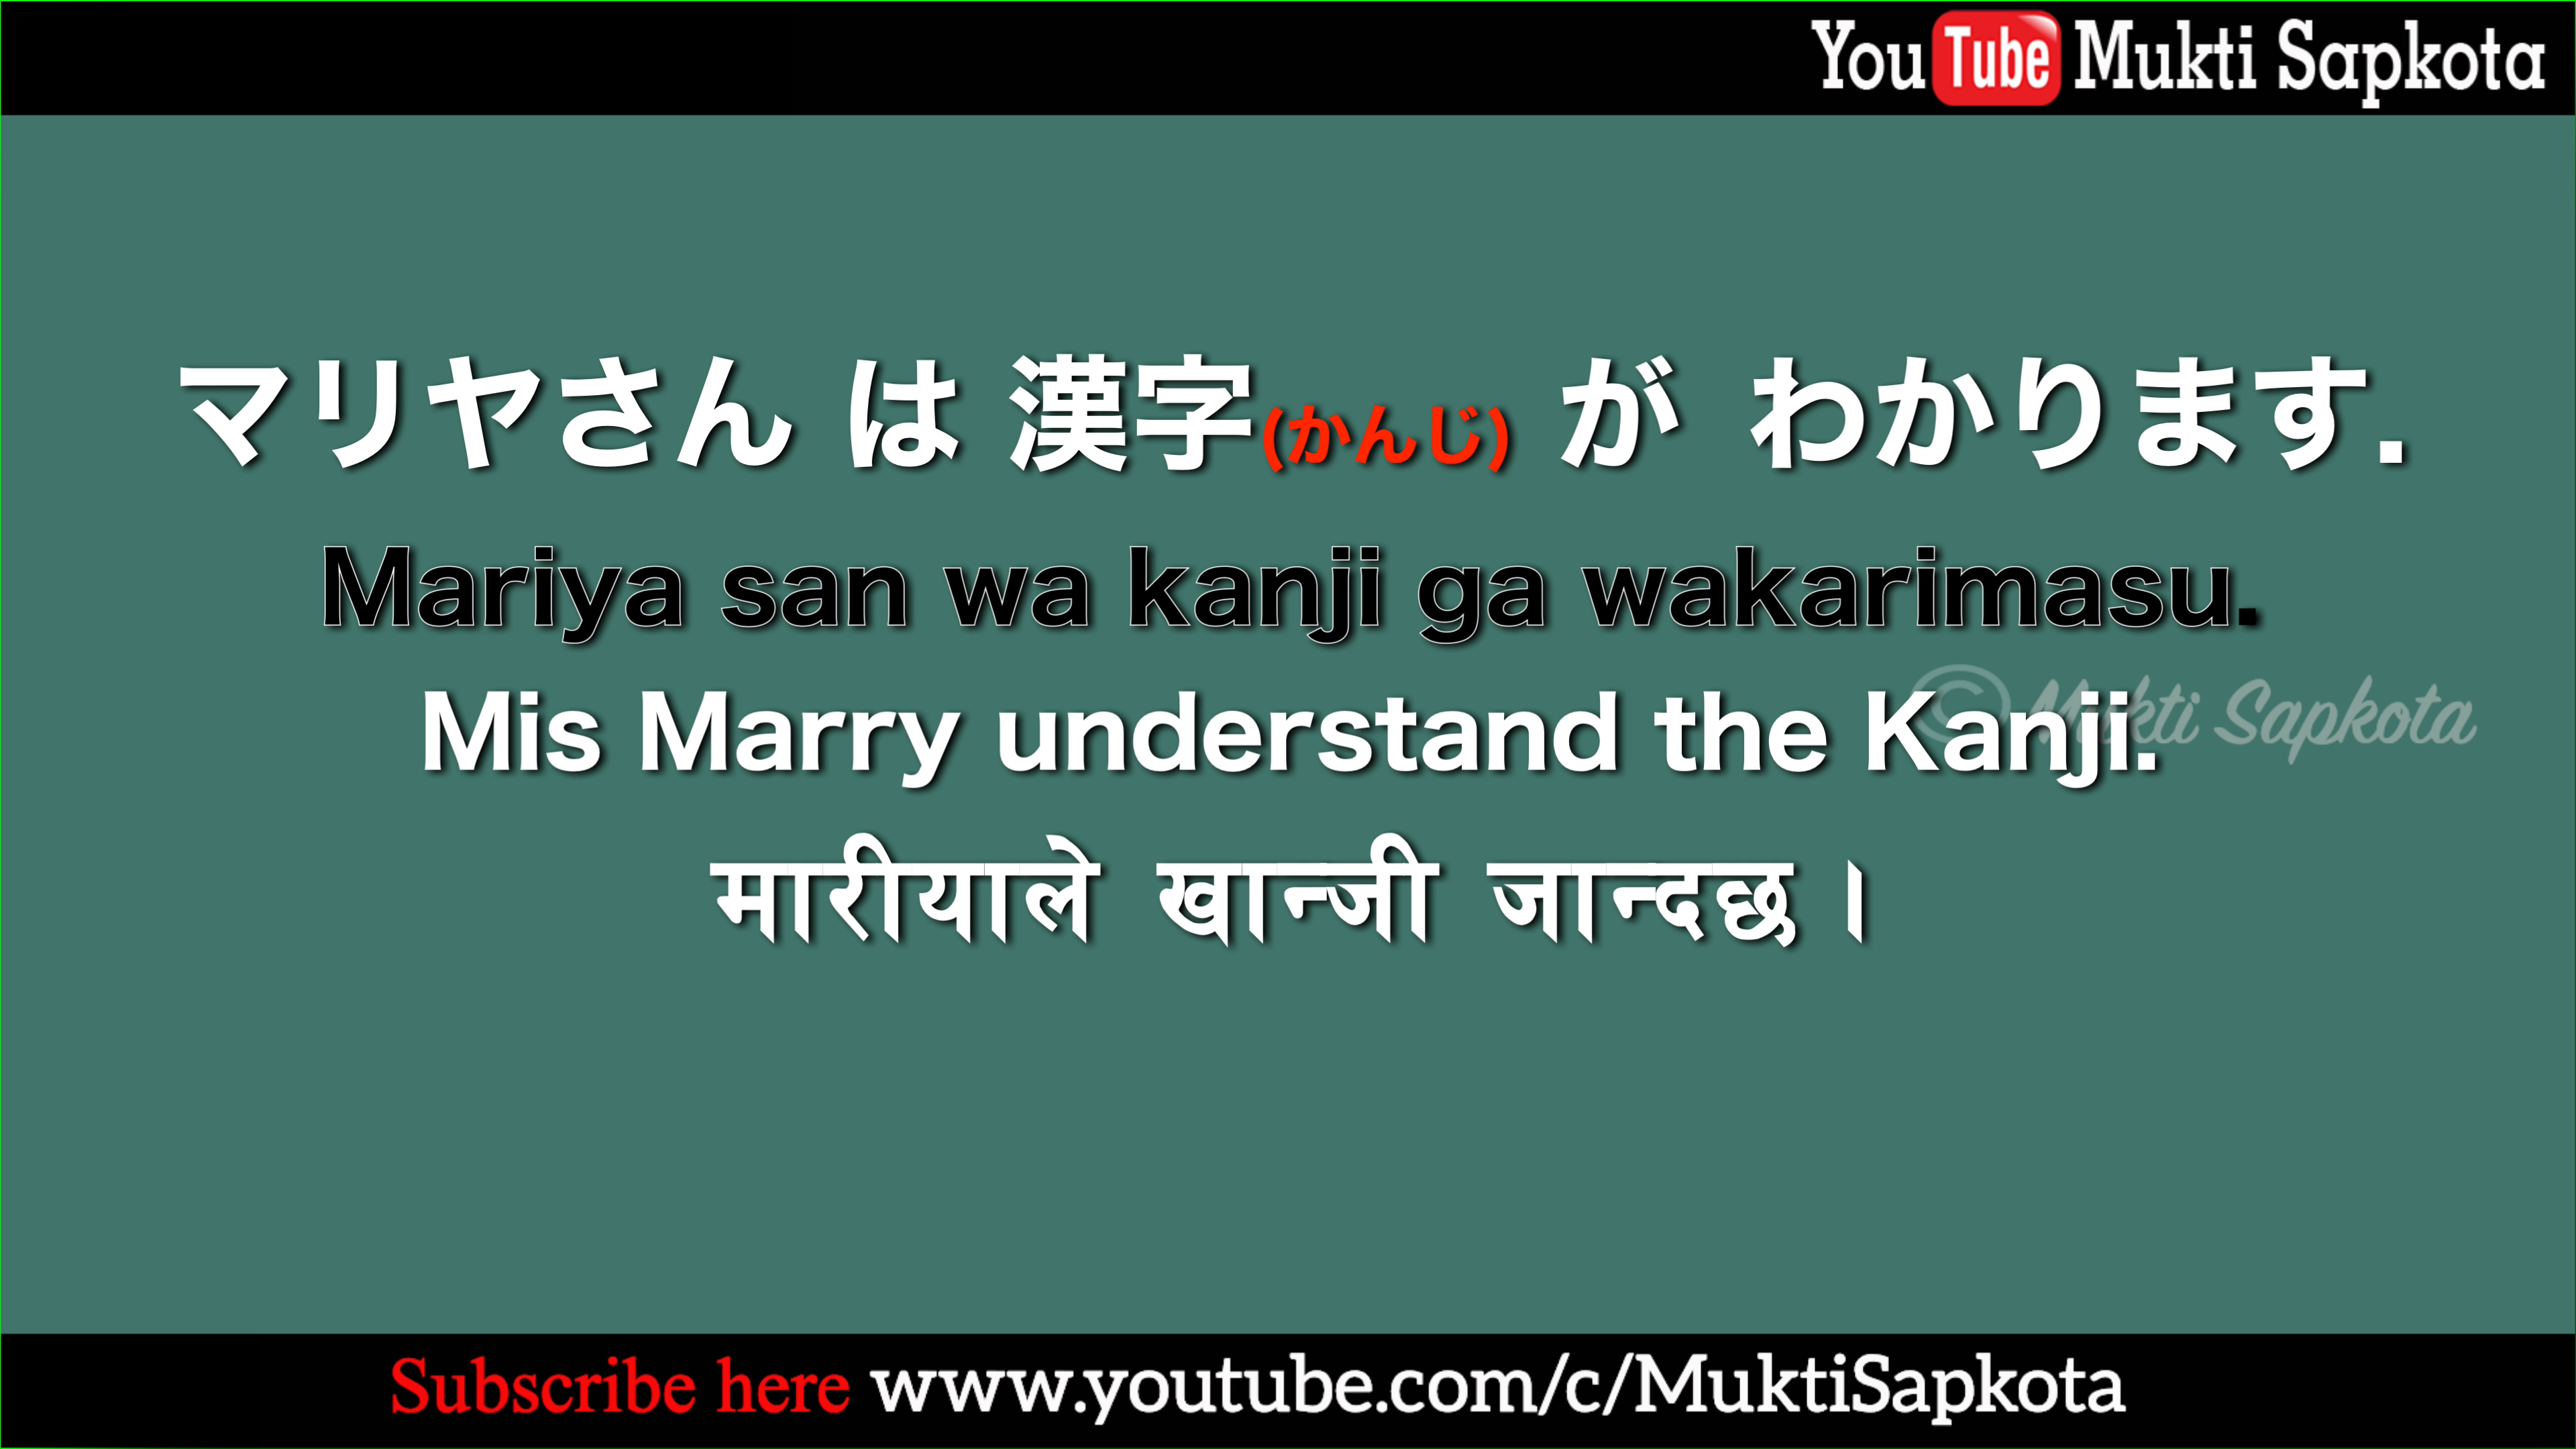 YouTube Mukti Sapkota
マリヤさん は 漢字(かんじ) が わかります.
Mariya san wa kanji ga wakarimasu.
Mis Marry understand the Kanji.
© Mukti Sapkota
मारीयाले खान्जी जान्दछ ।
Subscribe here www.youtube.com/c/MuktiSapkota